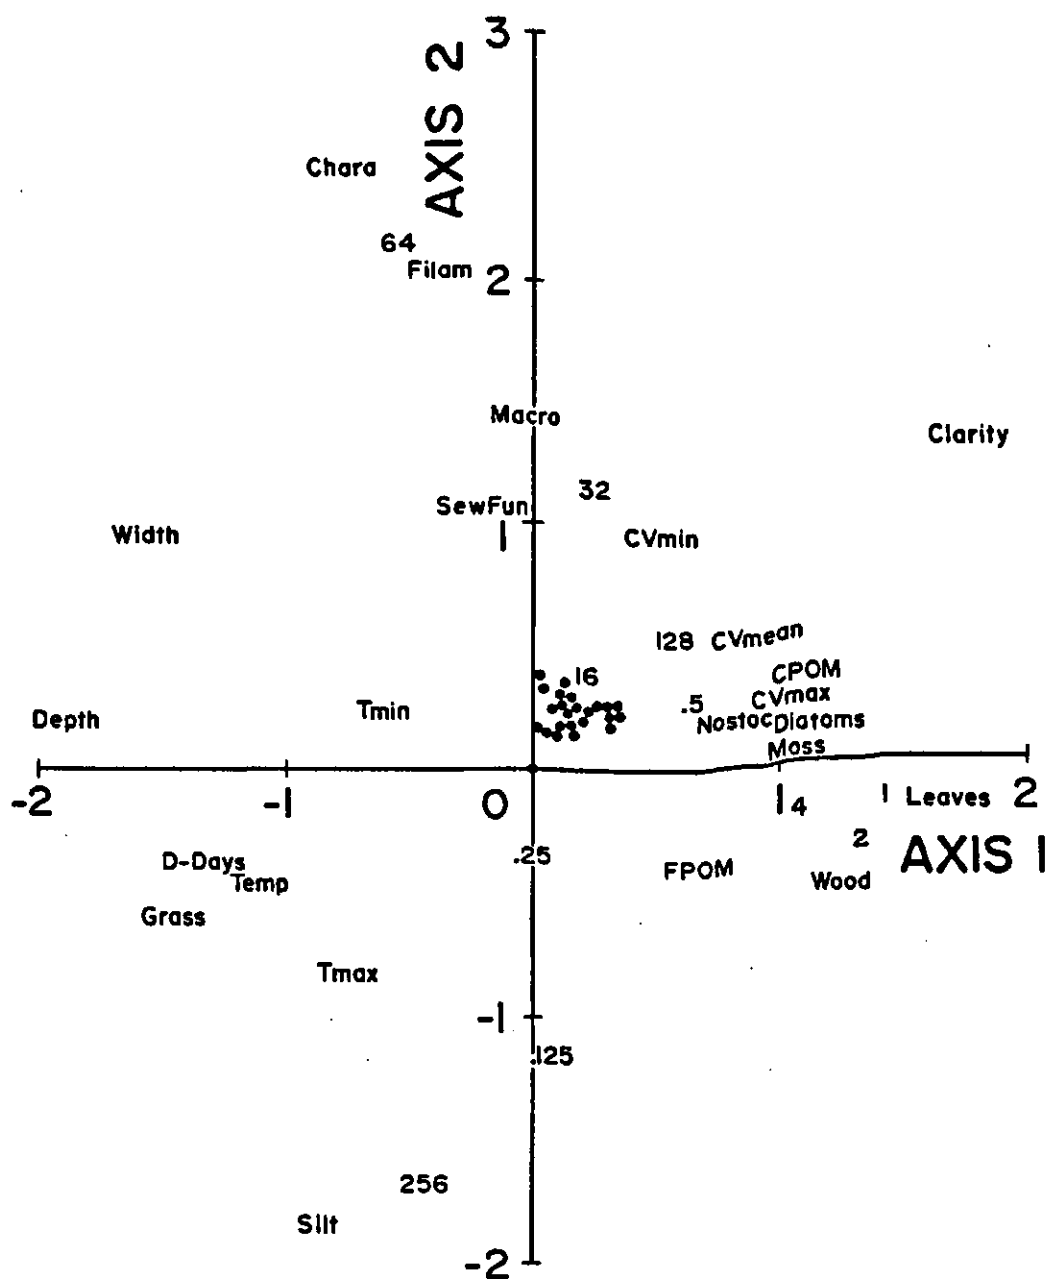 3
AXIS 2
Chara
64
Filam
2
Macro
Clarity
32
SewFun
Width
1
CVmin
128 CVmean
16
CPOM
CVmax
.5
Tmin
Depth
Nostoc Diatoms
Moss
-2 -1 0 1 4 1 Leaves 2
2
AXIS 1
.25
D-Days
FPOM
Temp
Wood
Grass
Tmax
-1
.125
256
Silt
-2